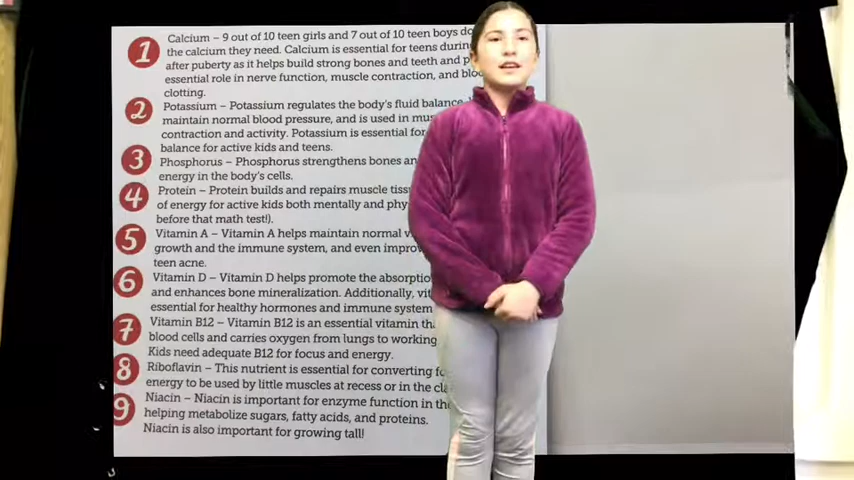 1 Calcium – 9 out of 10 teen girls and 7 out of 10 teen boys do
the calcium they need. Calcium is essential for teens during
after puberty as it helps build strong bones and teeth and p
essential role in nerve function, muscle contraction, and bloo
clotting.
2 Potassium – Potassium regulates the body's fluid balance,
maintain normal blood pressure, and is used in mus
contraction and activity. Potassium is essential for
balance for active kids and teens.
3 Phosphorus – Phosphorus strengthens bones an
energy in the body's cells.
4 Protein – Protein builds and repairs muscle tiss
of energy for active kids both mentally and phy
before that math test!).
5 Vitamin A – Vitamin A helps maintain normal v
growth and the immune system, and even improv
teen acne.
6 Vitamin D – Vitamin D helps promote the absorptio
and enhances bone mineralization. Additionally, v
essential for healthy hormones and immune system
7 Vitamin B12 – Vitamin B12 is an essential vitamin th
blood cells and carries oxygen from lungs to working
Kids need adequate B12 for focus and energy.
8 Riboflavin – This nutrient is essential for converting fo
energy to be used by little muscles at recess or in the cla
9 Niacin – Niacin is important for enzyme function in the
helping metabolize sugars, fatty acids, and proteins.
Niacin is also important for growing tall!